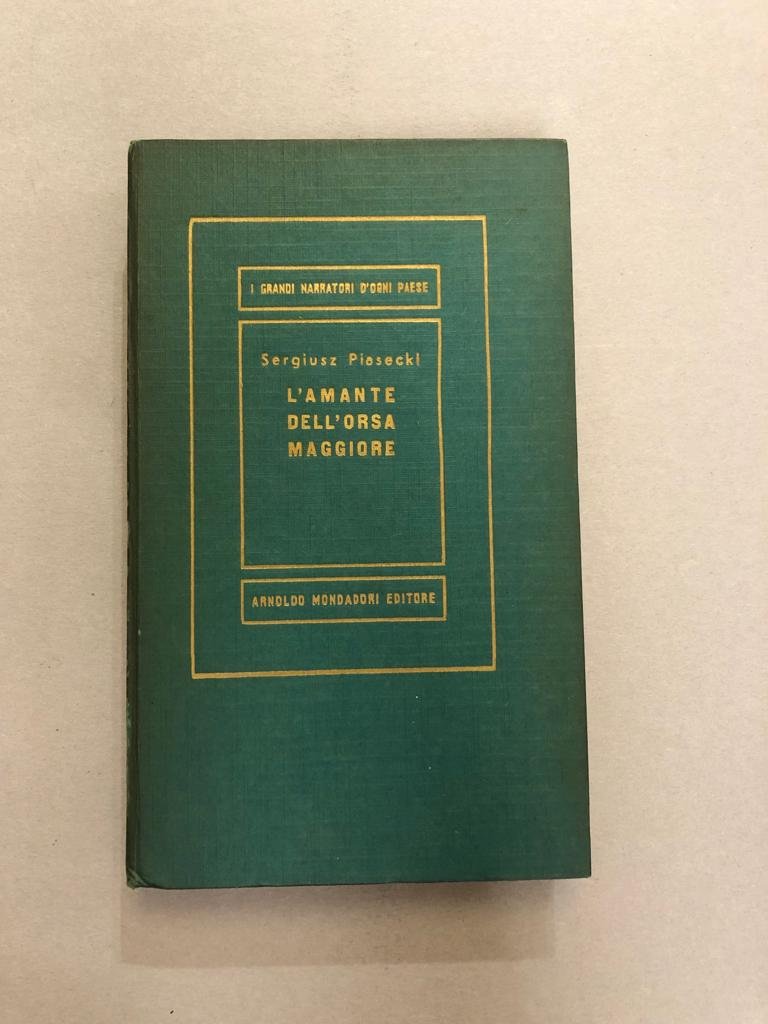 I GRANDI NARRATORI D'OGNI PAESE
Sergiusz Piasecki
L'AMANTE
DELL'ORSA
MAGGIORE
ARNOLDO MONDADORI EDITORE